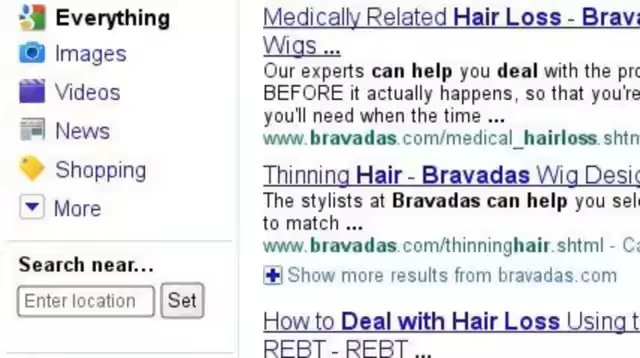 Everything
Images
Videos
News
Shopping
More
Search near...
Enter location Set
Medically Related Hair Loss - Brava
Wigs ...
Our experts can help you deal with the pro
BEFORE it actually happens, so that you're
you'll need when the time ...
www.bravadas.com/medical_hairloss.shtm
Thinning Hair - Bravadas Wig Desig
The stylists at Bravadas can help you sele
to match ...
www.bravadas.com/thinninghair.shtml - Ca
Show more results from bravadas.com
How to Deal with Hair Loss Using t
REBT - REBT ...